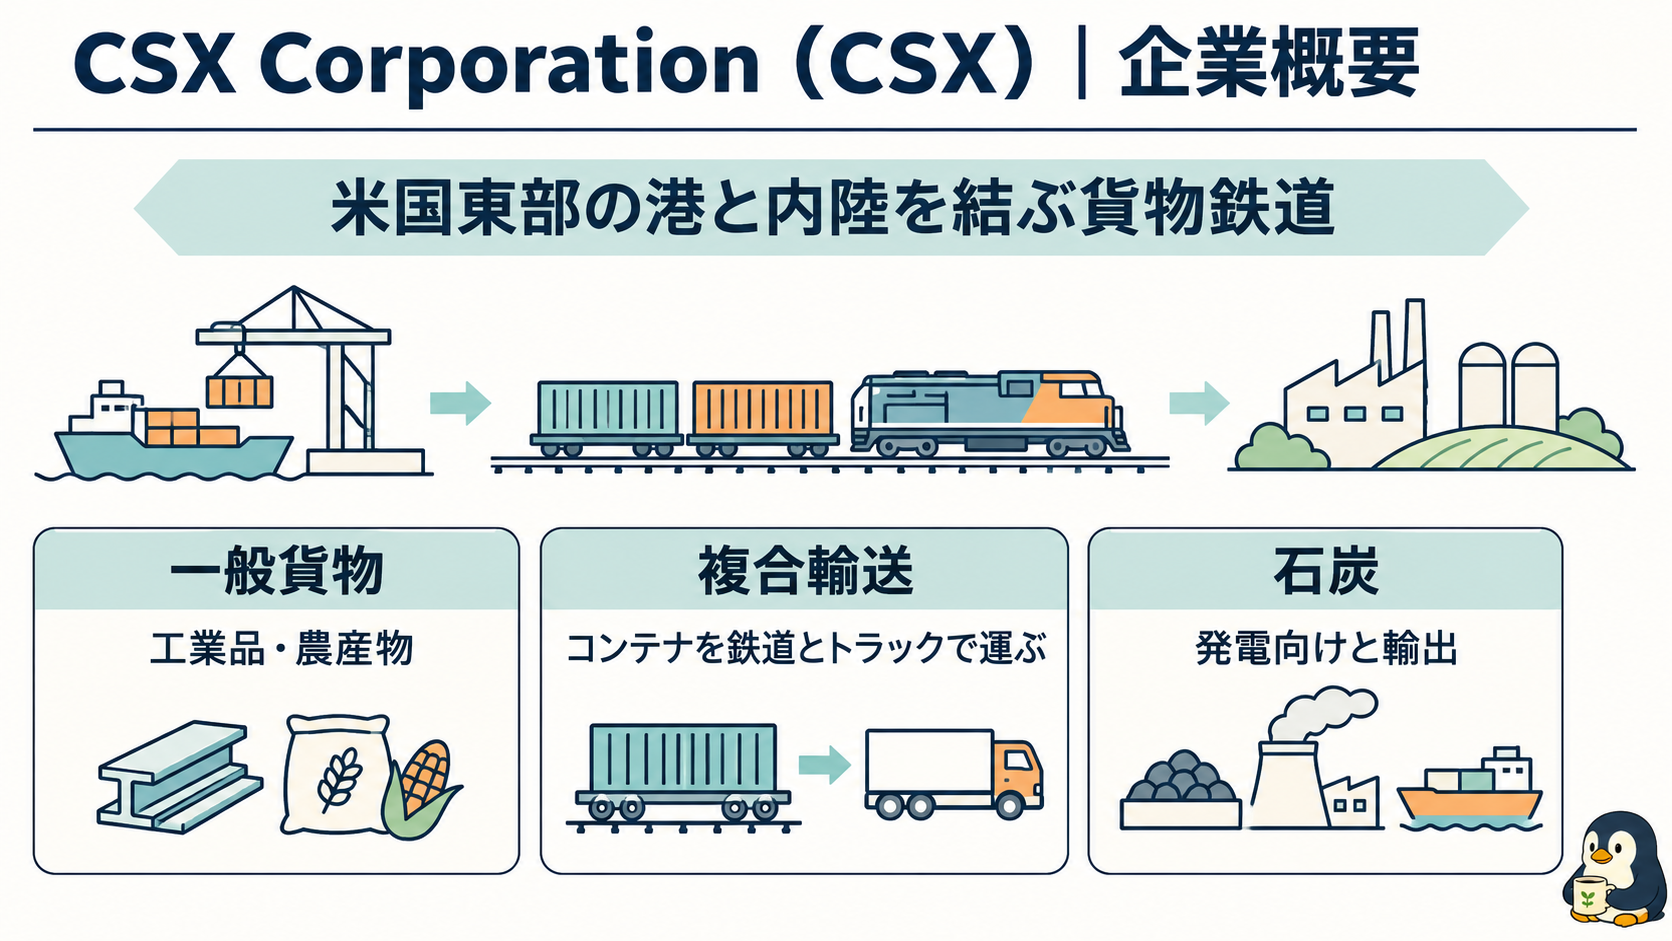 CSX Corporation（CSX）｜企業概要
米国東部の港と内陸を結ぶ貨物鉄道
一般貨物
工業品・農産物
複合輸送
コンテナを鉄道とトラックで運ぶ
石炭
発電向けと輸出